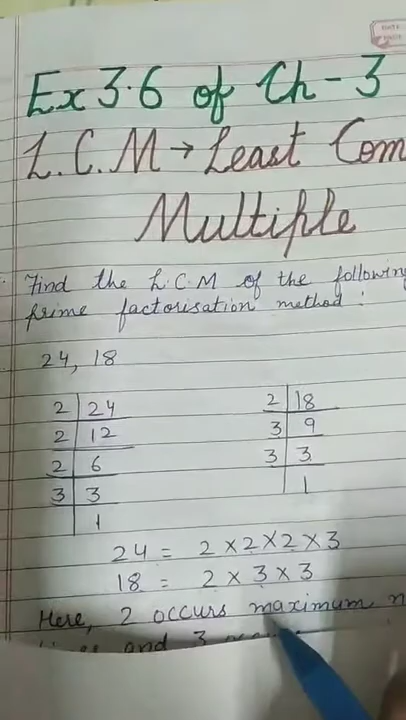 Ex 3.6 of Ch - 3
L.C.M → Least Com
Multiple
Find the L.C.M of the following
prime factorisation method :
24, 18
2 | 24
2 | 12
2 | 6
3 | 3
1
2 | 18
3 | 9
3 | 3
1
24 = 2 × 2 × 2 × 3
18 = 2 × 3 × 3
Here, 2 occurs maximum
and 3